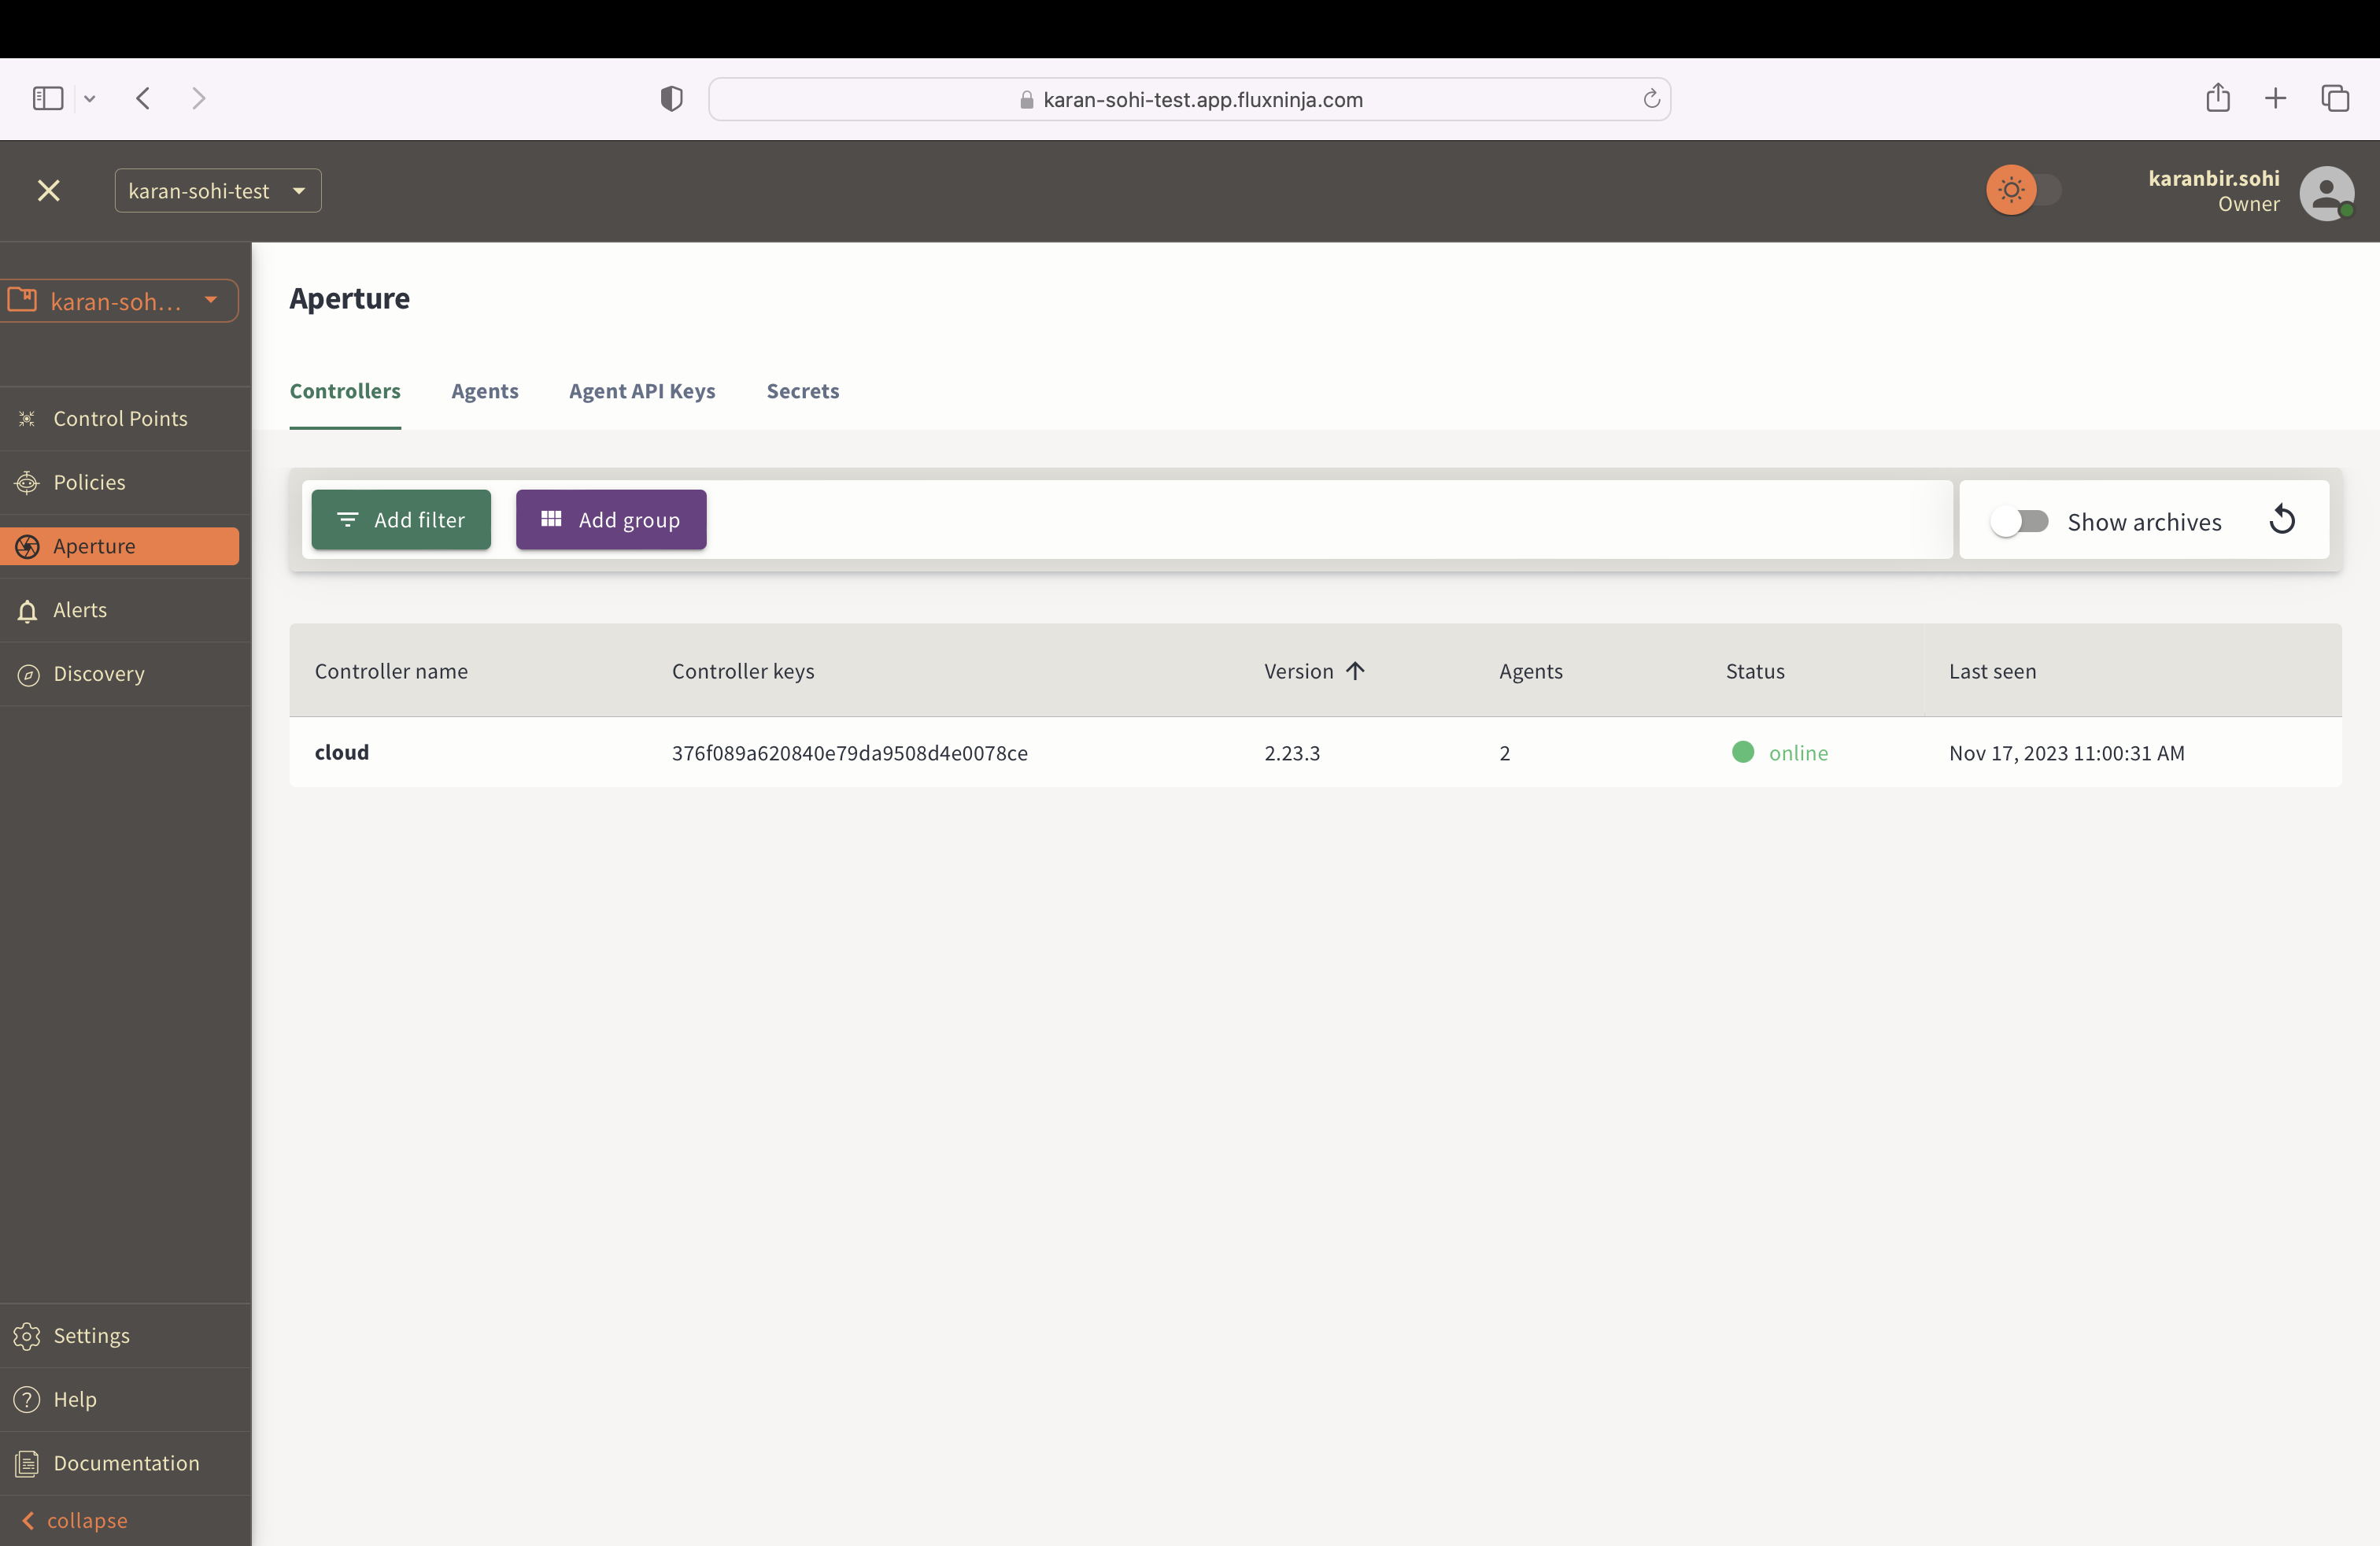 karan-sohi-test.app.fluxninja.com
karan-sohi-test
karanbir.sohi
Owner
karan-soh...
Control Points
Policies
Aperture
Alerts
Discovery
Settings
Help
Documentation
collapse
Aperture
Controllers Agents Agent API Keys Secrets
Add filter Add group Show archives
Controller name Controller keys Version Agents Status Last seen
cloud 376f089a620840e79da9508d4e0078ce 2.23.3 2 online Nov 17, 2023 11:00:31 AM